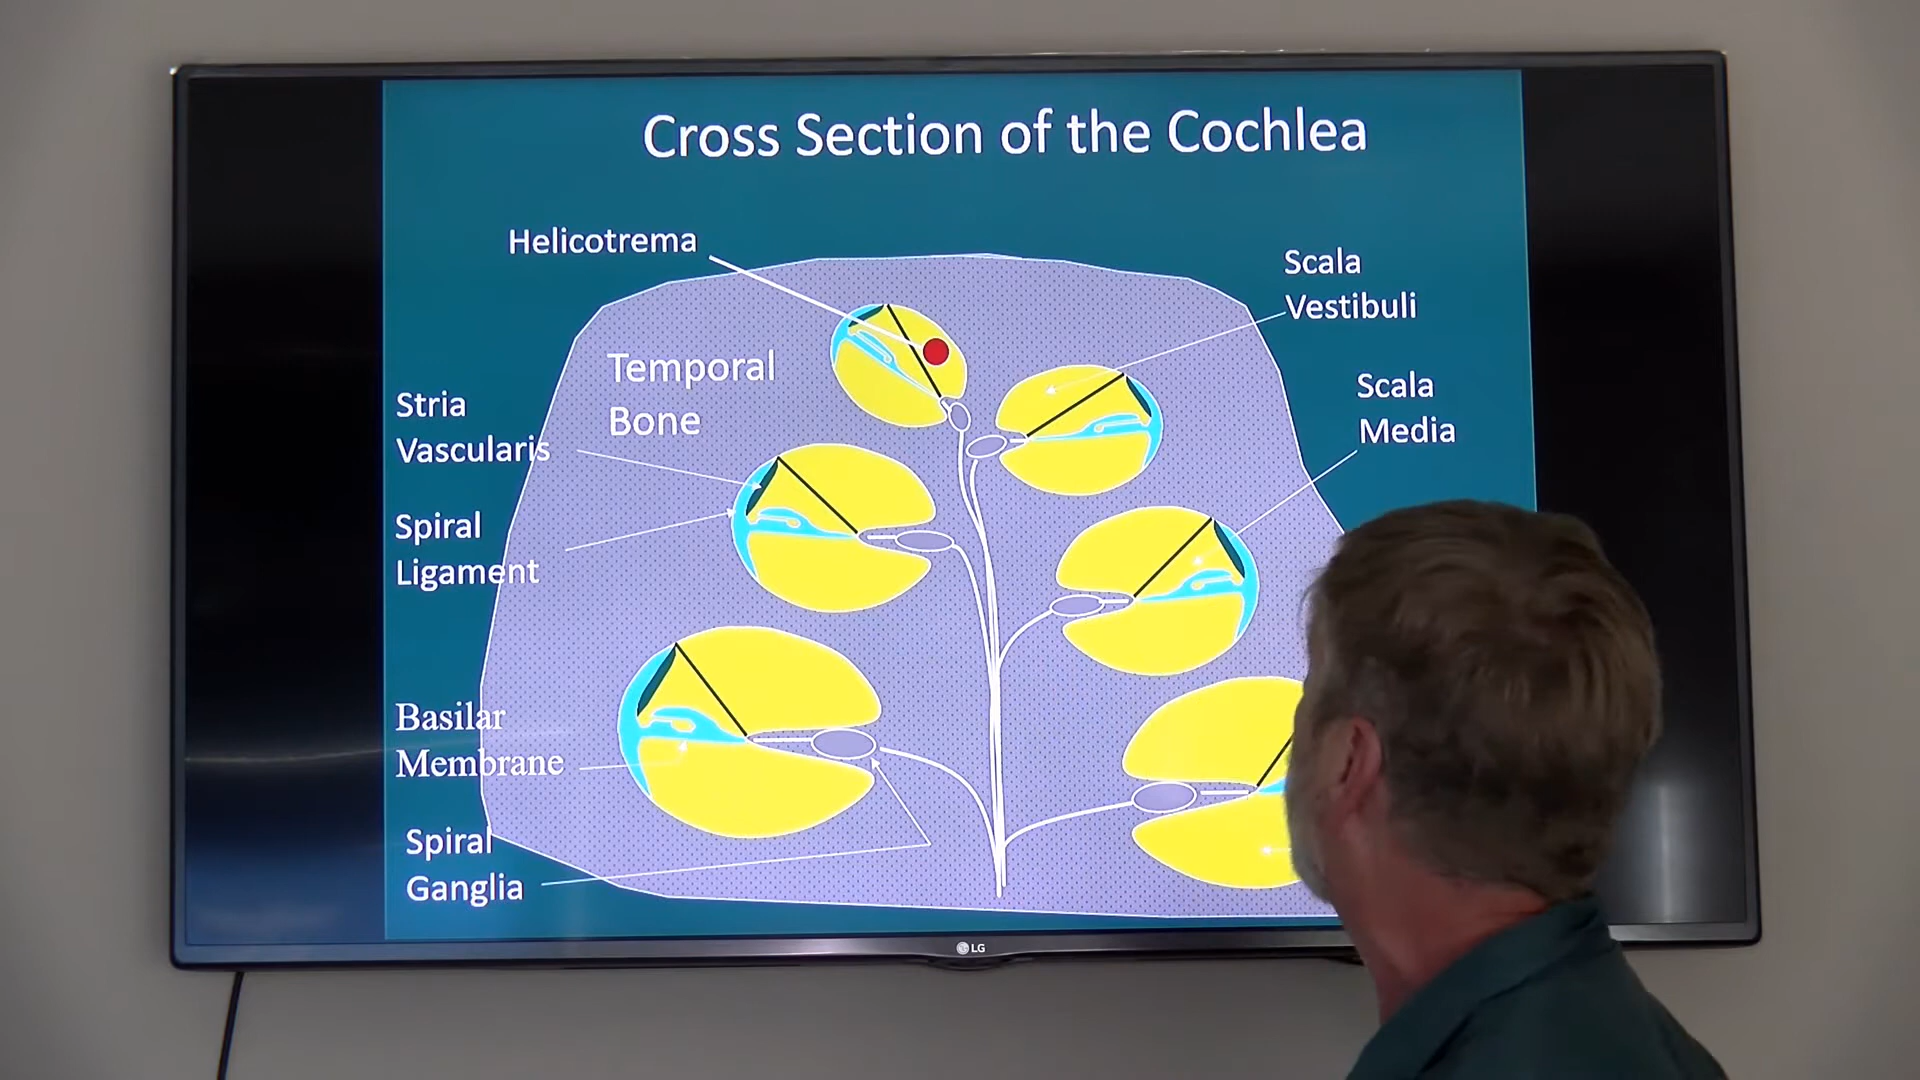 Cross Section of the Cochlea
Helicotrema
Scala
Vestibuli
Temporal
Bone
Scala
Media
Stria
Vascularis
Spiral
Ligament
Basilar
Membrane
Spiral
Ganglia
LG